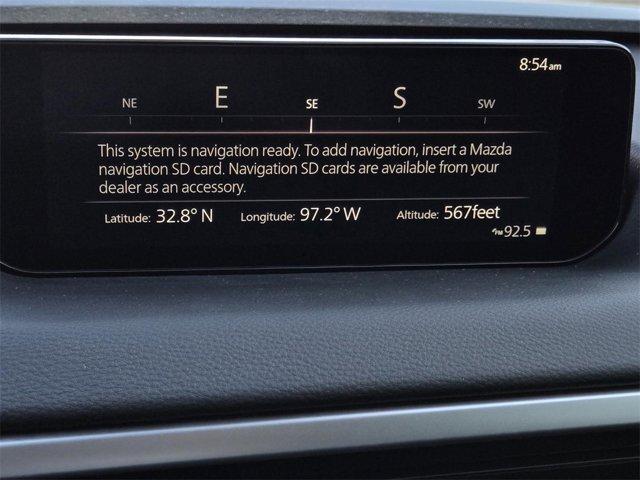 8:54am
NE E SE S SW
This system is navigation ready. To add navigation, insert a Mazda
navigation SD card. Navigation SD cards are available from your
dealer as an accessory.
Latitude: 32.8° N Longitude: 97.2° W Altitude: 567feet
FM 92.5